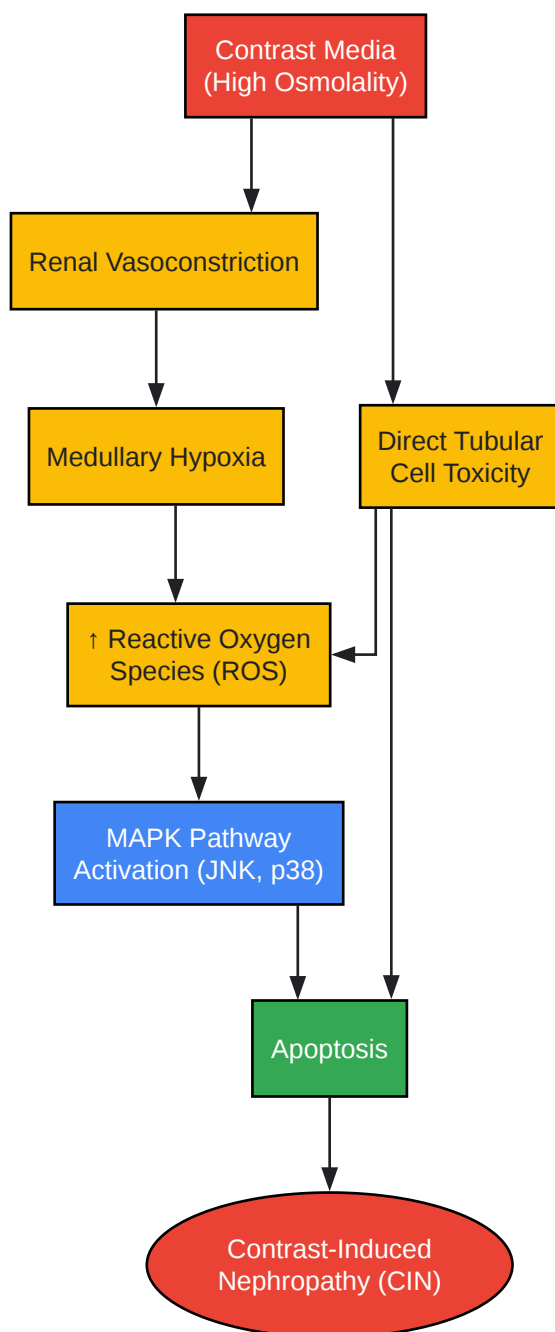 Contrast Media
(High Osmolality)
Renal Vasoconstriction
Medullary Hypoxia
Direct Tubular
Cell Toxicity
↑ Reactive Oxygen
Species (ROS)
MAPK Pathway
Activation (JNK, p38)
Apoptosis
Contrast-Induced
Nephropathy (CIN)